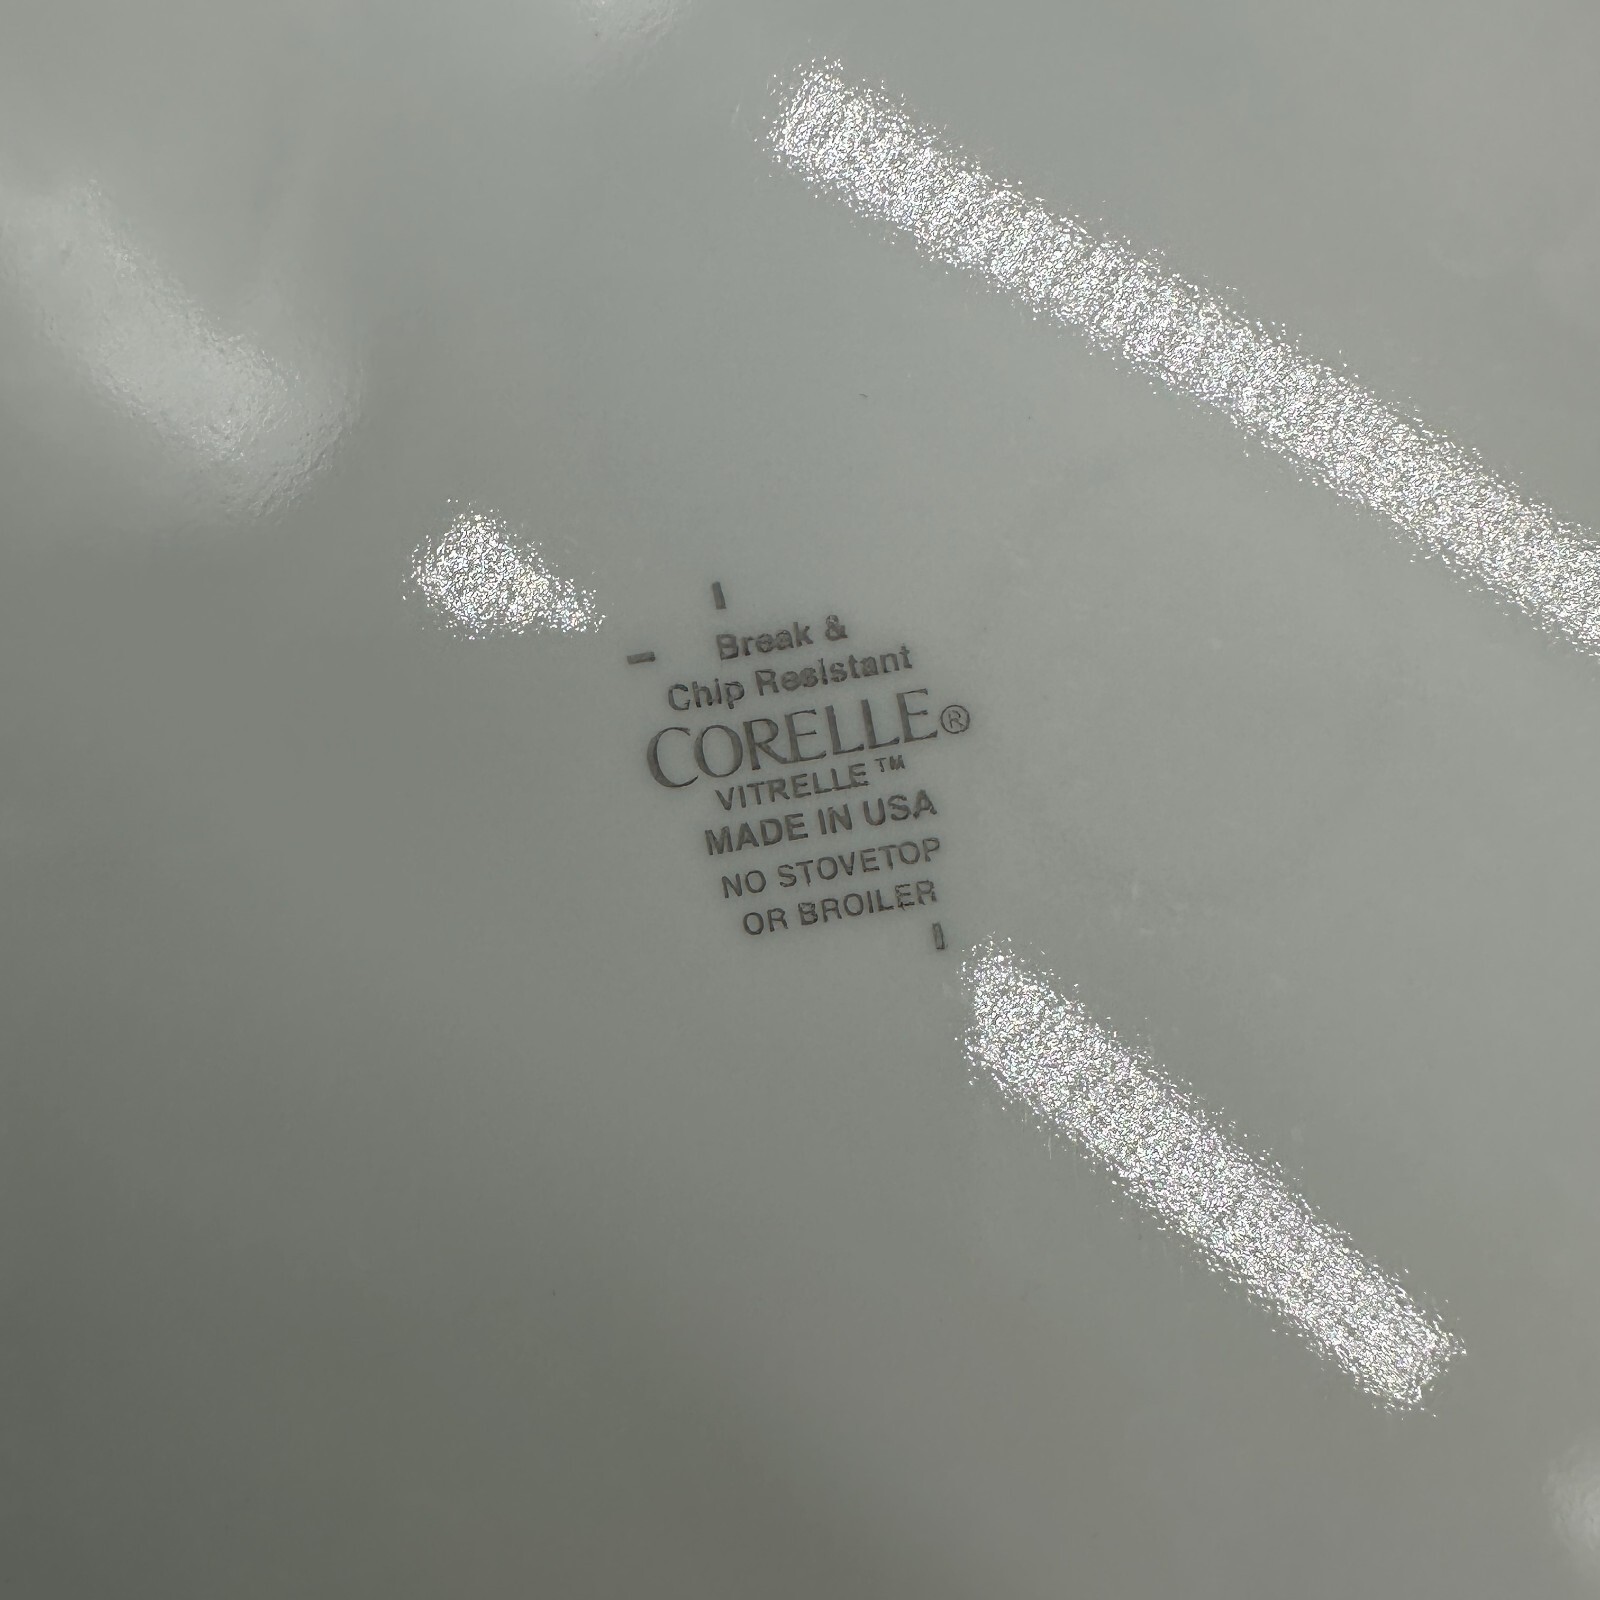 Break &
Chip Resistant
CORELLE®
VITRELLE™
MADE IN USA
NO STOVETOP
OR BROILER